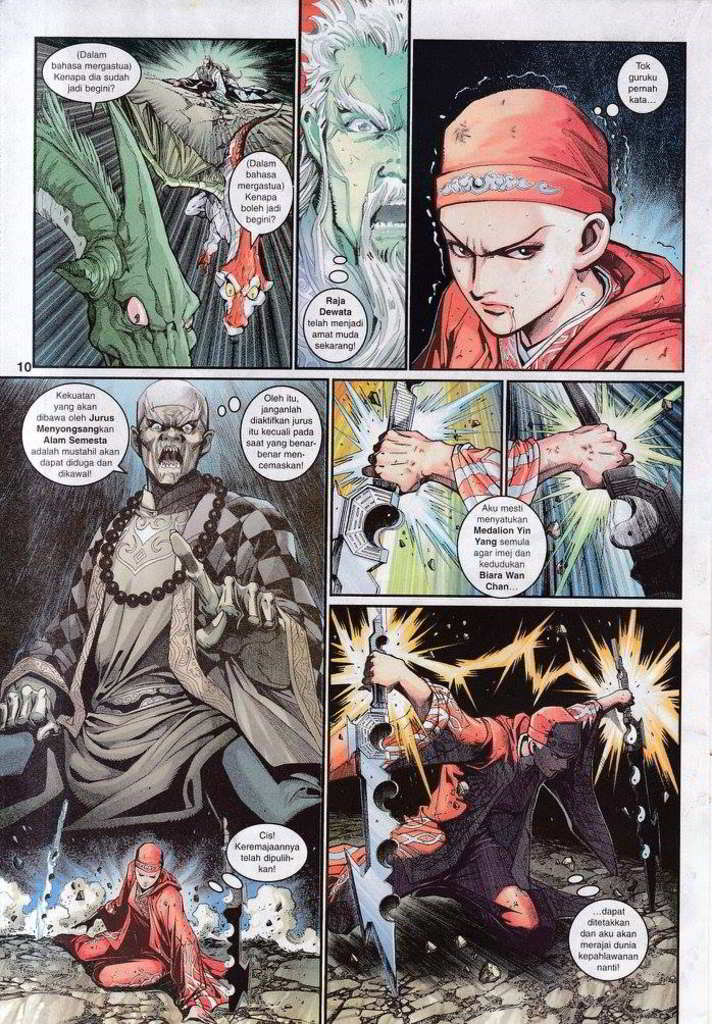 (Dalam
bahasa mergastua)
Kenapa dia sudah
jadi begini?
(Dalam
bahasa
mergastua)
Kenapa
boleh jadi
begini?
Raja
Dewata
telah menjadi
amat muda
sekarang!
Tok
guruku
pernah
kata...
10
Kekuatan
yang akan
dibawa oleh Jurus
Menyongsangkan
Alam Semesta
adalah mustahil akan
dapat diduga dan
dikawal!
Oleh itu,
janganlah
diaktifkan jurus
itu kecuali pada
saat yang benar-
benar men-
cemaskan!
Aku mesti
menyatukan
Medalion Yin
Yang semula
agar imej dan
kedudukan
Biara Wan
Chan...
Cis!
Keremajaannya
telah dipulih-
kan!
...dapat
ditetakkan
dan aku akan
merajai dunia
kepahlawanan
nanti!